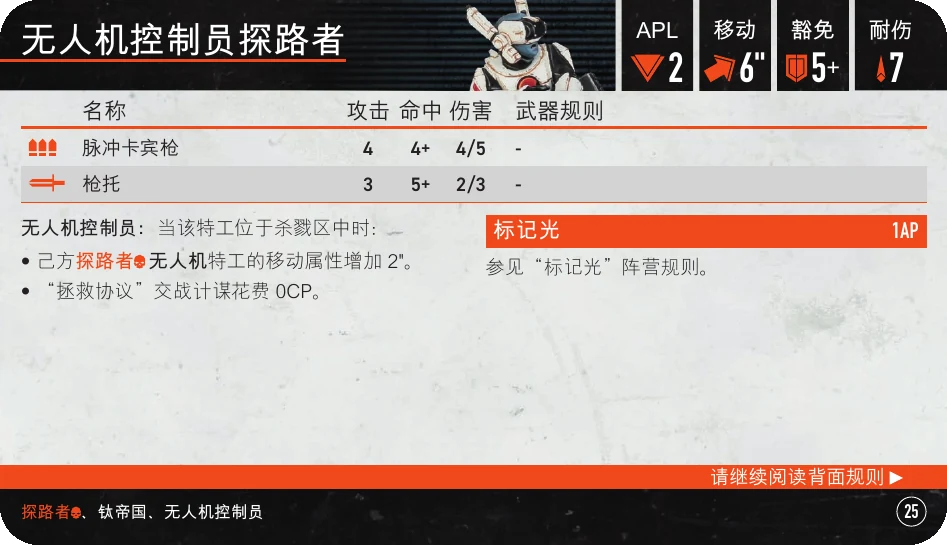 无人机控制员探路者
APL 移动 豁免 耐伤
2 6" 5+ 7
名称 攻击 命中 伤害 武器规则
脉冲卡宾枪 4 4+ 4/5 -
枪托 3 5+ 2/3 -
无人机控制员：当该特工位于杀戮区中时:
• 己方探路者无人机特工的移动属性增加 2"。
• “拯救协议”交战计谋花费 0CP。
标记光 1AP
参见“标记光”阵营规则。
请继续阅读背面规则 ▶
探路者、钛帝国、无人机控制员
25